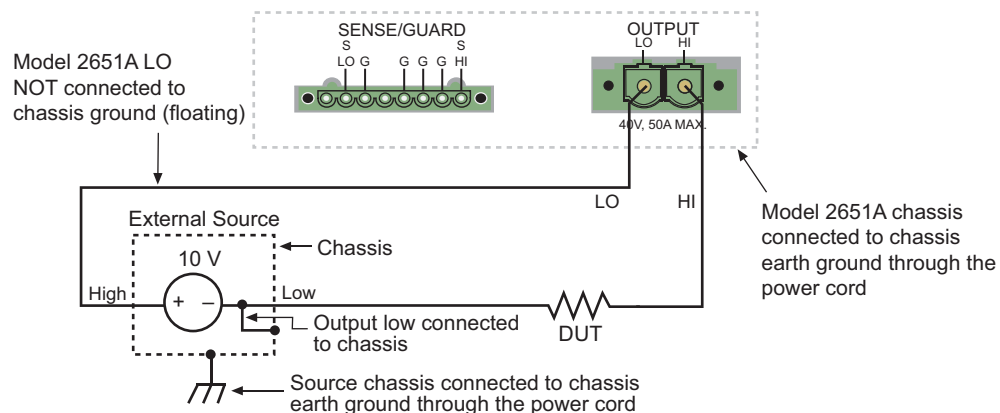 SENSE/GUARD
S S
LO G G G G HI
OUTPUT
LO HI
40V, 50A MAX.
Model 2651A LO
NOT connected to
chassis ground (floating)
LO HI
Model 2651A chassis
connected to chassis
earth ground through the
power cord
External Source
Chassis
10 V
High
+ –
Low
Output low connected
to chassis
DUT
Source chassis connected to chassis
earth ground through the power cord